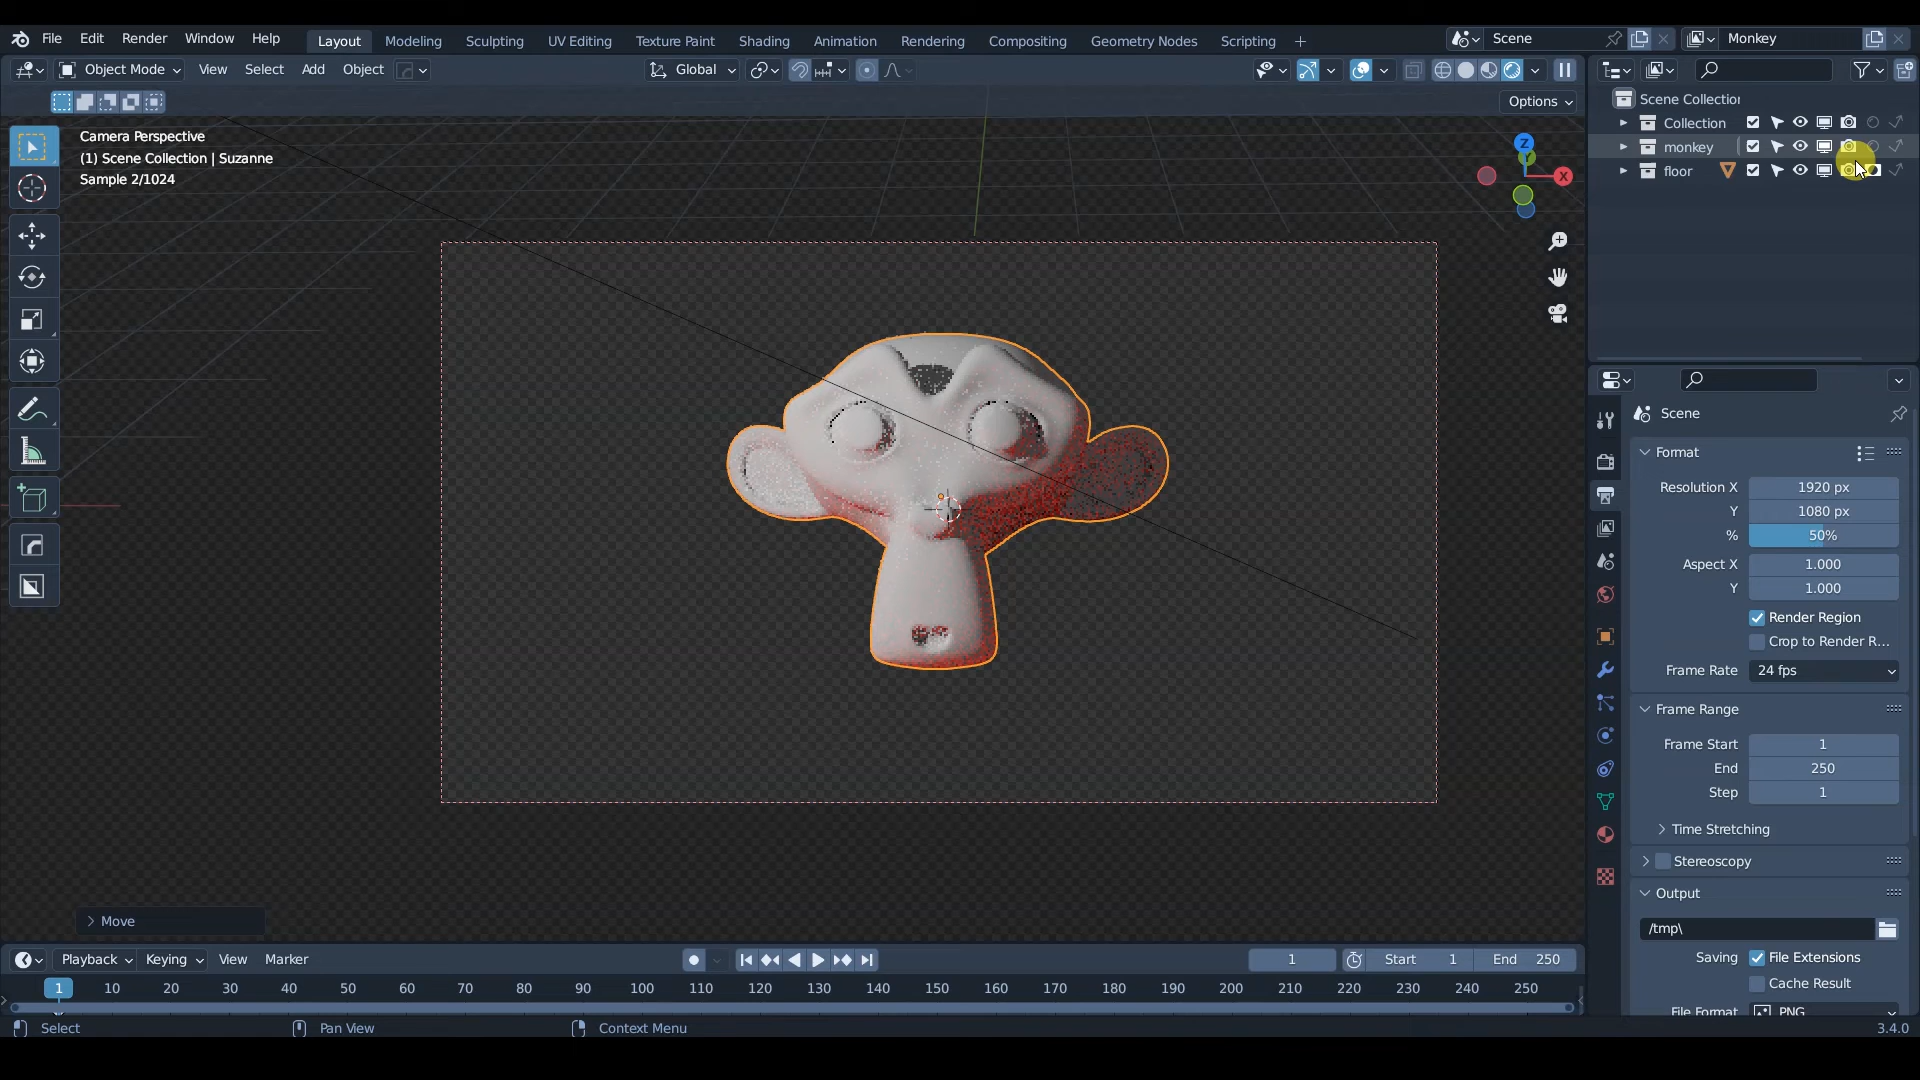 File Edit Render Window Help Layout Modeling Sculpting UV Editing Texture Paint Shading Animation Rendering Compositing Geometry Nodes Scripting + Scene Monkey
Object Mode View Select Add Object Global
Options
Camera Perspective
(1) Scene Collection | Suzanne
Sample 2/1024
Z
Y
X
Move
Scene Collection
Collection
monkey
floor
Scene
Format
Resolution X 1920 px
Y 1080 px
% 50%
Aspect X 1.000
Y 1.000
Render Region
Crop to Render R...
Frame Rate 24 fps
Frame Range
Frame Start 1
End 250
Step 1
Time Stretching
Stereoscopy
Output
/tmp\
Saving File Extensions
Cache Result
File Format PNG
Playback Keying View Marker 1 Start 1 End 250
1 10 20 30 40 50 60 70 80 90 100 110 120 130 140 150 160 170 180 190 200 210 220 230 240 250
Select Pan View Context Menu 3.4.0